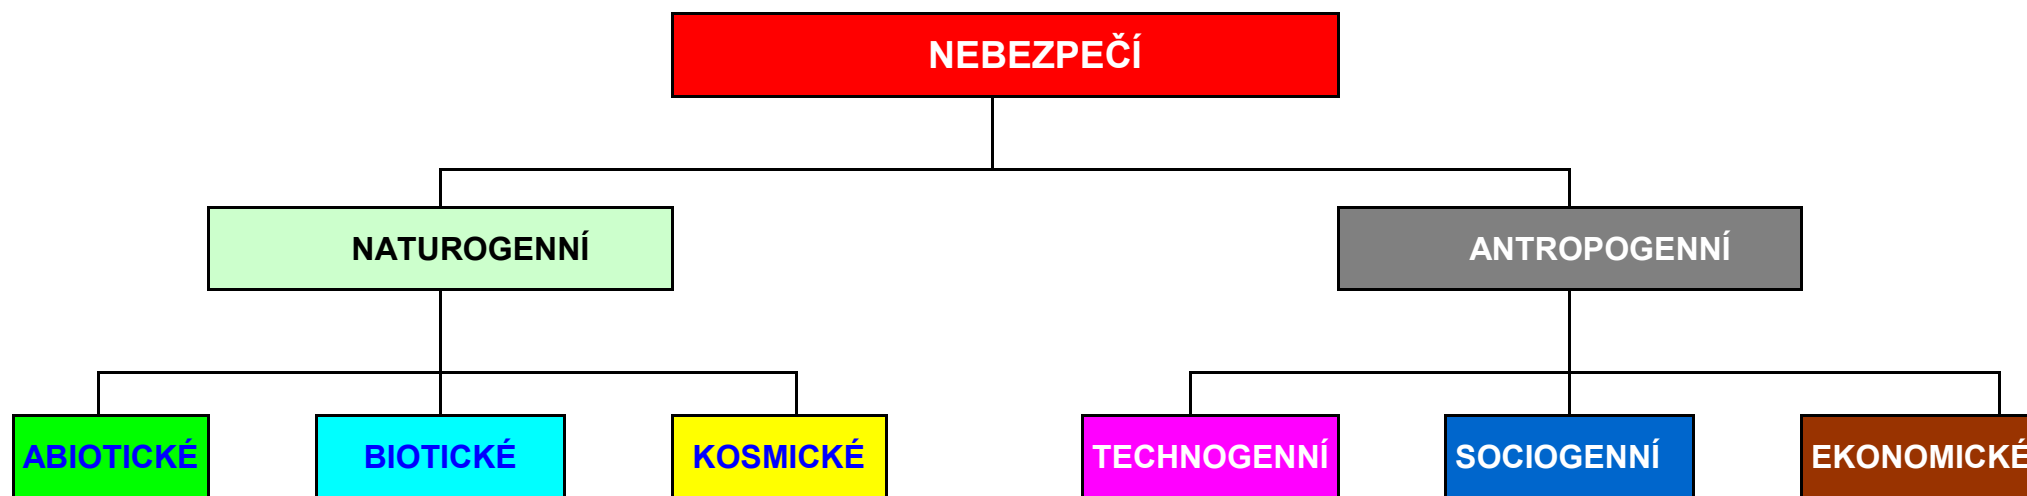 NEBEZPEČÍ
NATUROGENNÍ
ANTROPOGENNÍ
ABIOTICKÉ
BIOTICKÉ
KOSMICKÉ
TECHNOGENNÍ
SOCIOGENNÍ
EKONOMICKÉ